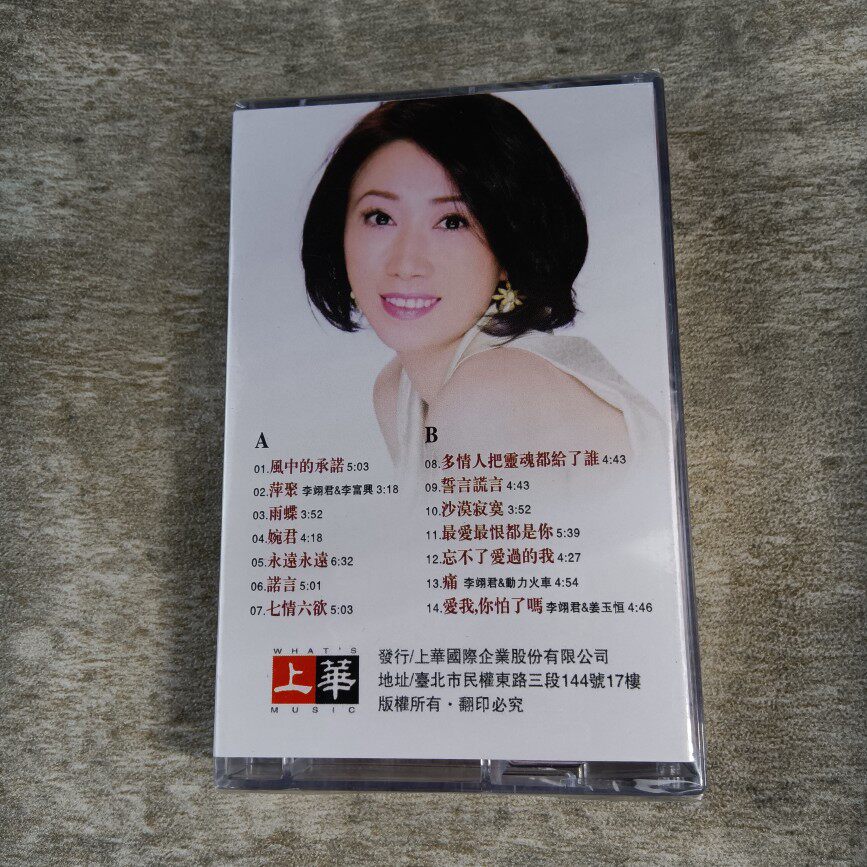 A
01.風中的承諾 5:03
02.萍聚 李翊君&李富興 3:18
03.雨蝶 3:52
04.婉君 4:18
05.永遠永遠 6:32
06.諾言 5:01
07.七情六欲 5:03
B
08.多情人把靈魂都給了誰 4:43
09.誓言謊言 4:43
10.沙漠寂寞 3:52
11.最愛最恨都是你 5:39
12.忘不了愛過的我 4:27
13.痛 李翊君&動力火車 4:54
14.愛我,你怕了嗎 李翊君&姜玉恒 4:46
WHAT'S
上華
MUSIC
發行/上華國際企業股份有限公司
地址/臺北市民權東路三段144號17樓
版權所有・翻印必究